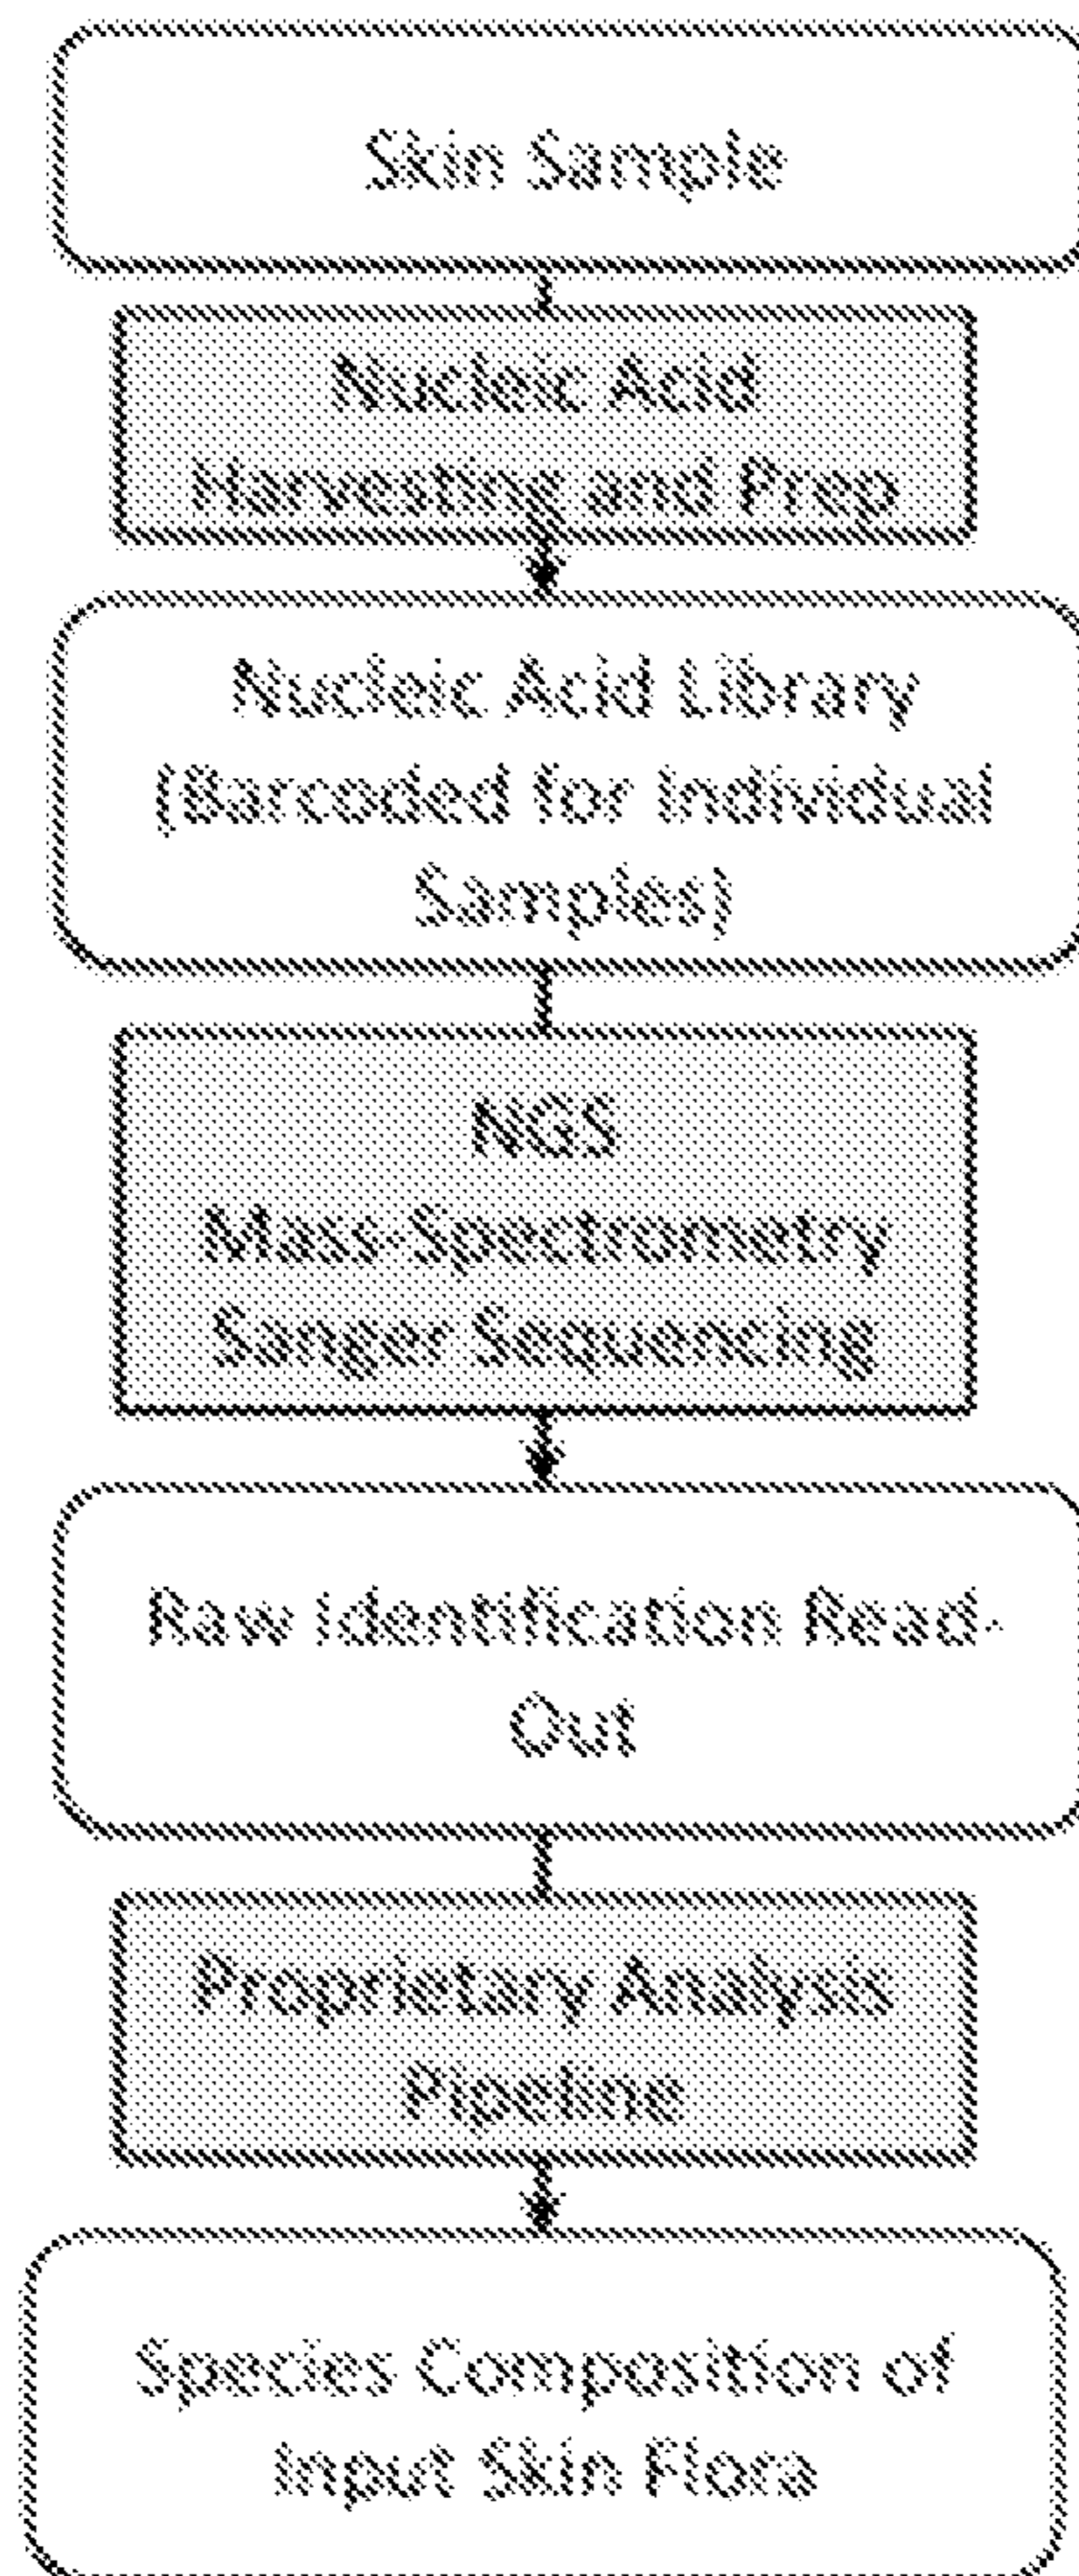 Skin Sample
Nucleic Acid
Harvesting and Prep
Nucleic Acid Library
(Barcoded for Individual
Samples)
NGS
Mass-Spectrometry
Sanger Sequencing
Raw Identification Read-
Out
Proprietary Analysis
Pipeline
Species Composition of
Input Skin Flora